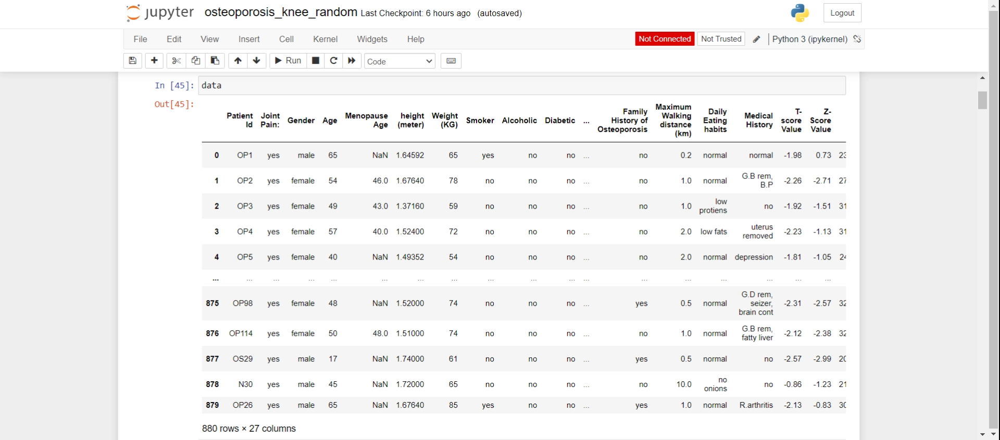 jupyter osteoporosis_knee_random Last Checkpoint: 6 hours ago (autosaved) Logout
File Edit View Insert Cell Kernel Widgets Help Not Connected Not Trusted Python 3 (ipykernel)
Run Code
In [45]: data
Out[45]:
Patient Id Joint Pain: Gender Age Menopause Age height (meter) Weight (KG) Smoker Alcoholic Diabetic ... Family History of Osteoporosis Maximum Walking distance (km) Daily Eating habits Medical History T-score Value Z-Score Value
0 OP1 yes male 65 NaN 1.64592 65 yes no no ... no 0.2 normal normal -1.98 0.73 23
1 OP2 yes female 54 46.0 1.67640 78 no no no ... no 1.0 normal G.B rem, B.P -2.26 -2.71 27
2 OP3 yes female 49 43.0 1.37160 59 no no no ... no 1.0 low protiens no -1.92 -1.51 31
3 OP4 yes female 57 40.0 1.52400 72 no no no ... no 2.0 low fats uterus removed -2.23 -1.13 31
4 OP5 yes female 40 NaN 1.49352 54 no no no ... no 2.0 normal depression -1.81 -1.05 24
... ... ... ... ... ... ... ... ... ... ... ... ... ... ... ... ... ...
875 OP98 yes female 48 NaN 1.52000 74 no no no ... yes 0.5 normal G.D rem, seizer, brain cont -2.31 -2.57 32
876 OP114 yes female 50 48.0 1.51000 74 no no no ... no 1.0 normal G.B rem, fatty liver -2.12 -2.38 32
877 OS29 yes male 17 NaN 1.74000 61 no no no ... yes 0.5 normal no -2.57 -2.99 20
878 N30 yes male 45 NaN 1.72000 65 no no no ... no 10.0 no onions no -0.86 -1.23 21
879 OP26 yes male 65 NaN 1.67640 85 yes no no ... yes 1.0 normal R.arthritis -2.13 -0.83 30
880 rows × 27 columns